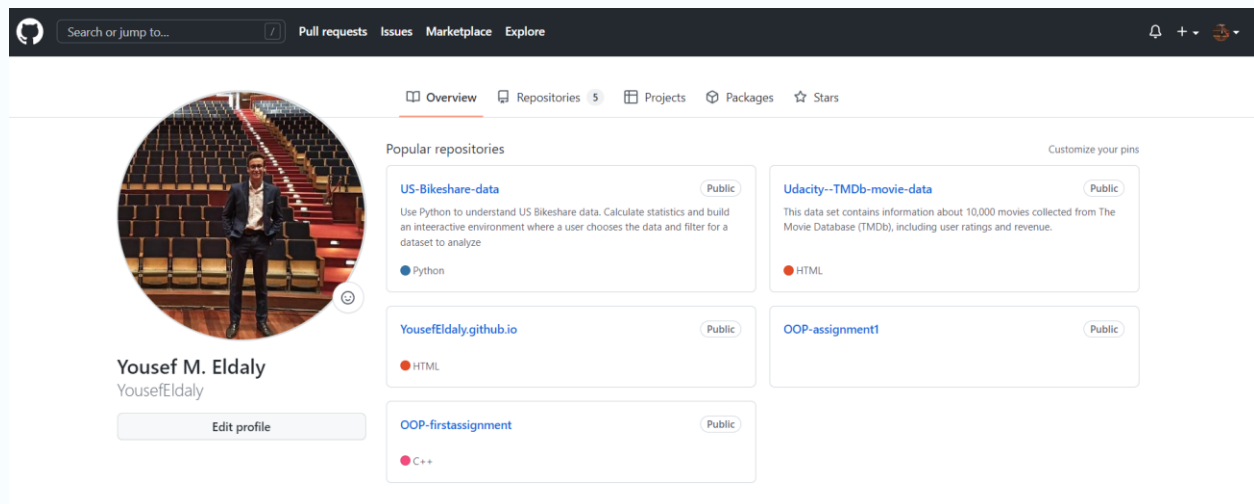 Search or jump to... /
Pull requests Issues Marketplace Explore
Overview Repositories 5 Projects Packages Stars
Popular repositories Customize your pins
US-Bikeshare-data Public
Use Python to understand US Bikeshare data. Calculate statistics and build
an inteeractive environment where a user chooses the data and filter for a
dataset to analyze
Python
Udacity--TMDb-movie-data Public
This data set contains information about 10,000 movies collected from The
Movie Database (TMDb), including user ratings and revenue.
HTML
YousefEldaly.github.io Public
HTML
OOP-assignment1 Public
OOP-firstassignment Public
C++
Yousef M. Eldaly
YousefEldaly
Edit profile